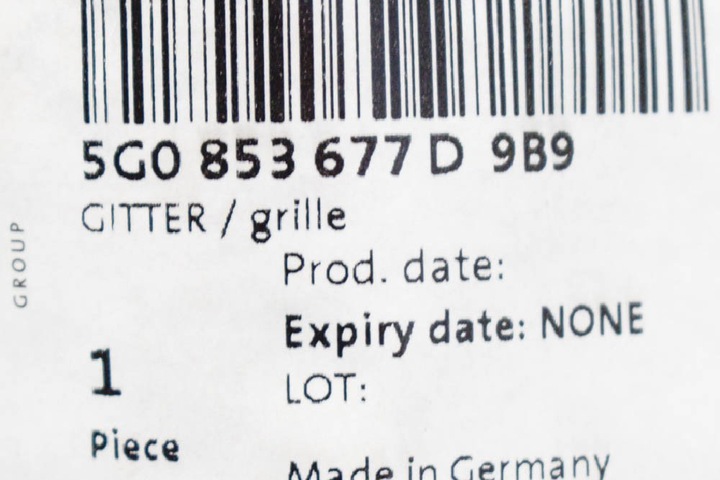 5G0 853 677 D 9B9
GITTER / grille
Prod. date:
Expiry date: NONE
1
LOT:
Piece
Made in Germany
GROUP